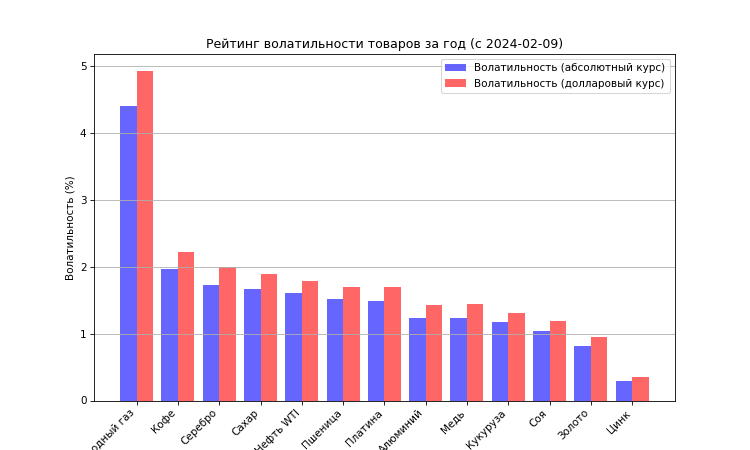 Рейтинг волатильности товаров за год (с 2024-02-09)
Волатильность (абсолютный курс)
Волатильность (долларовый курс)
Волатильность (%)
5
4
3
2
1
0
одный газ
Кофе
Серебро
Сахар
Нефть WTI
Пшеница
Платина
Алюминий
Медь
Кукуруза
Соя
Золото
Цинк